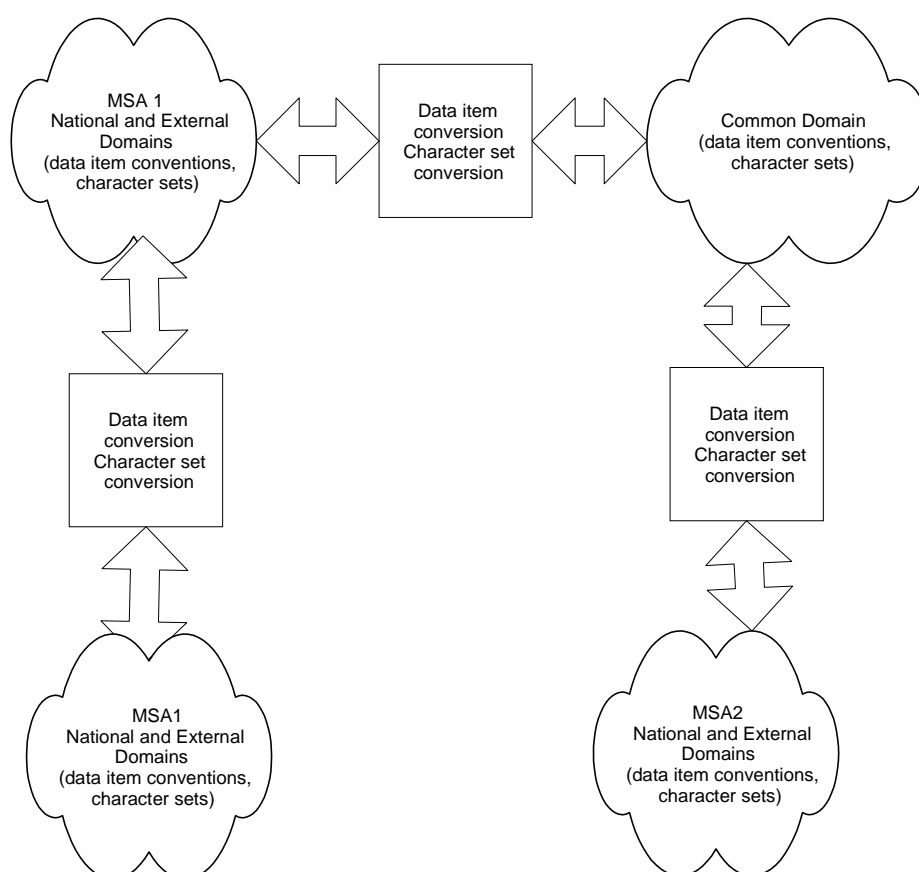 MSA 1
National and External
Domains
(data item conventions,
character sets)
Data item
conversion
Character set
conversion
Common Domain
(data item conventions,
character sets)
Data item
conversion
Character set
conversion
Data item
conversion
Character set
conversion
MSA1
National and External
Domains
(data item conventions,
character sets)
MSA2
National and External
Domains
(data item conventions,
character sets)